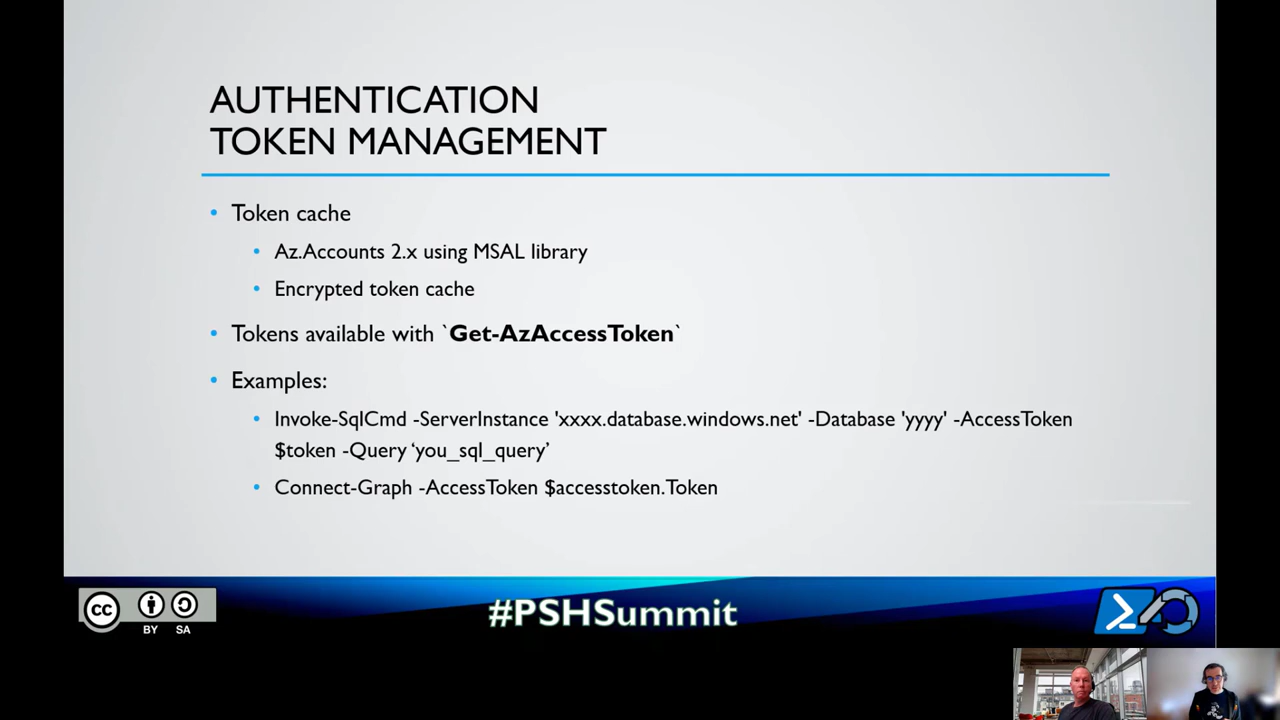 AUTHENTICATION
TOKEN MANAGEMENT
• Token cache
• Az.Accounts 2.x using MSAL library
• Encrypted token cache
• Tokens available with `Get-AzAccessToken`
• Examples:
• Invoke-SqlCmd -ServerInstance 'xxxx.database.windows.net' -Database 'yyyy' -AccessToken
$token -Query ‘you_sql_query’
• Connect-Graph -AccessToken $accesstoken.Token
cc
BY SA
#PSHSummit